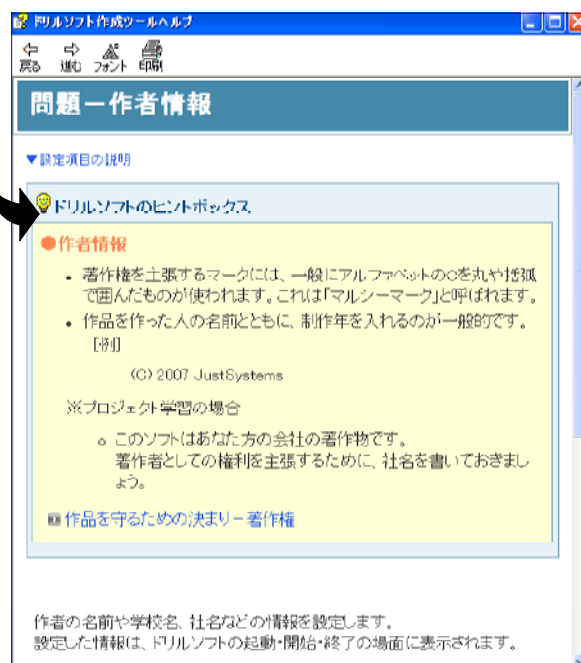 ドリルソフト作成ツールヘルプ
戻る 進む フォント 印刷
問題－作者情報
▼設定項目の説明
ドリルソフトのヒントボックス
●作者情報
・ 著作権を主張するマークには、一般にアルファベットのCを丸や括弧
で囲んだものが使われます。これは「マルシーマーク」と呼ばれます。
・ 作品を作った人の名前とともに、制作年を入れるのが一般的です。
[例]
(C) 2007 JustSystems
※プロジェクト学習の場合
○ このソフトはあなた方の会社の著作物です。
著作者としての権利を主張するために、社名を書いておきまし
ょう。
作品を守るための決まり－著作権
作者の名前や学校名、社名などの情報を設定します。
設定した情報は、ドリルソフトの起動・開始・終了の場面に表示されます。